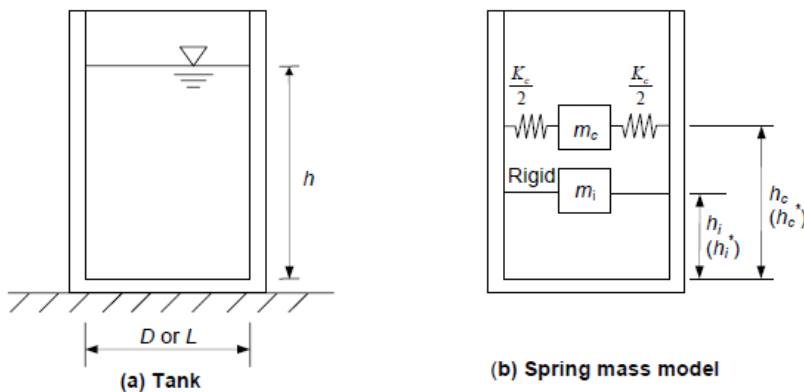 h
D or L
(a) Tank
K_c/2
K_c/2
m_c
Rigid
m_i
h_i
(h_i^*)
h_c
(h_c^*)
(b) Spring mass model